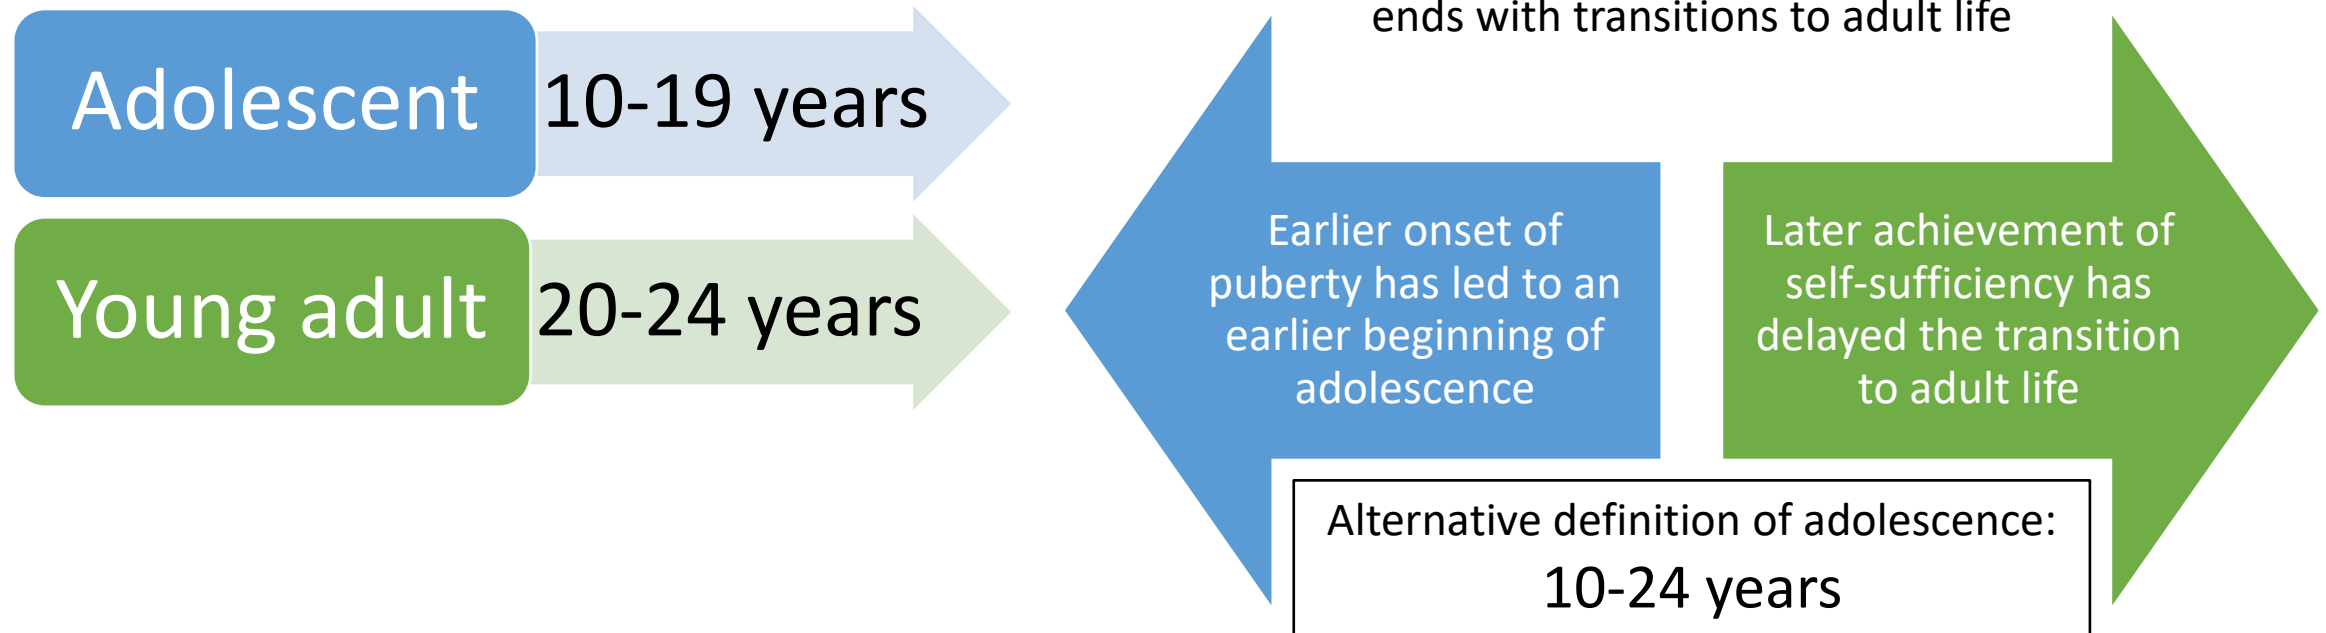 Adolescent
10-19 years
Young adult
20-24 years
ends with transitions to adult life
Earlier onset of
puberty has led to an
earlier beginning of
adolescence
Later achievement of
self-sufficiency has
delayed the transition
to adult life
Alternative definition of adolescence:
10-24 years